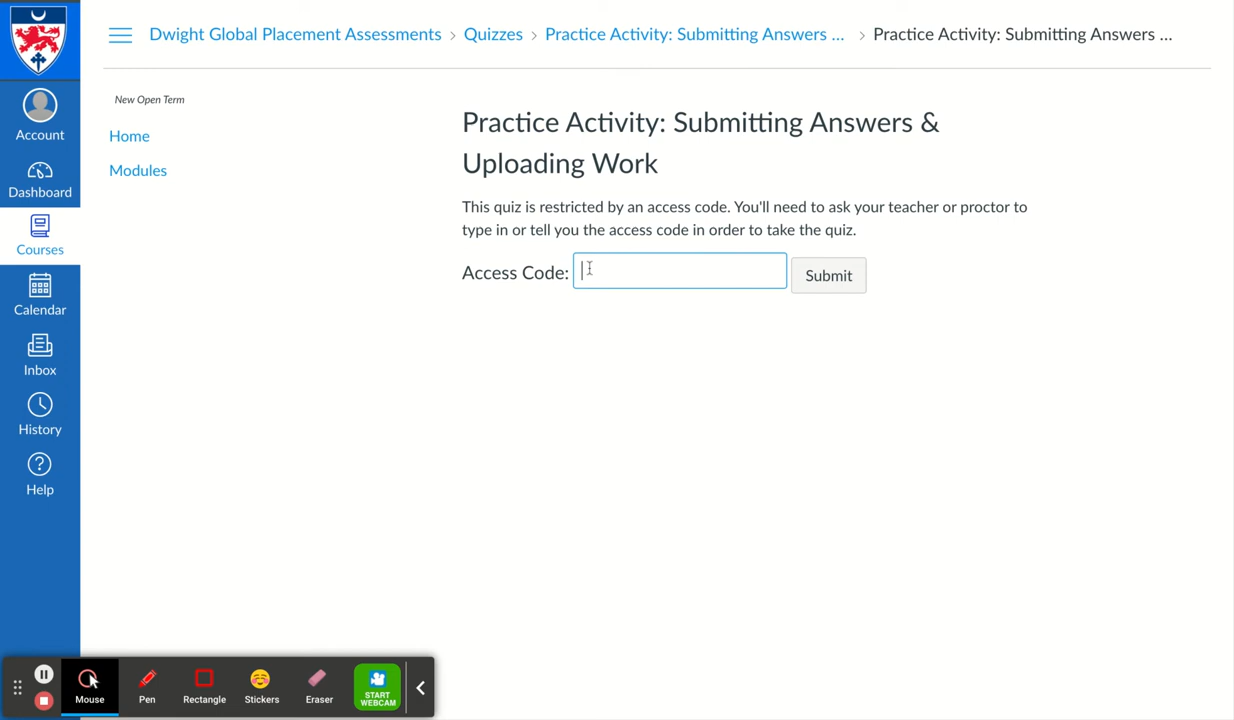 Dwight Global Placement Assessments > Quizzes > Practice Activity: Submitting Answers ... > Practice Activity: Submitting Answers ...
New Open Term
Home
Modules
Account
Dashboard
Courses
Calendar
Inbox
History
Help
Practice Activity: Submitting Answers &
Uploading Work
This quiz is restricted by an access code. You'll need to ask your teacher or proctor to
type in or tell you the access code in order to take the quiz.
Access Code:
Submit
Mouse
Pen
Rectangle
Stickers
Eraser
START
WEBCAM